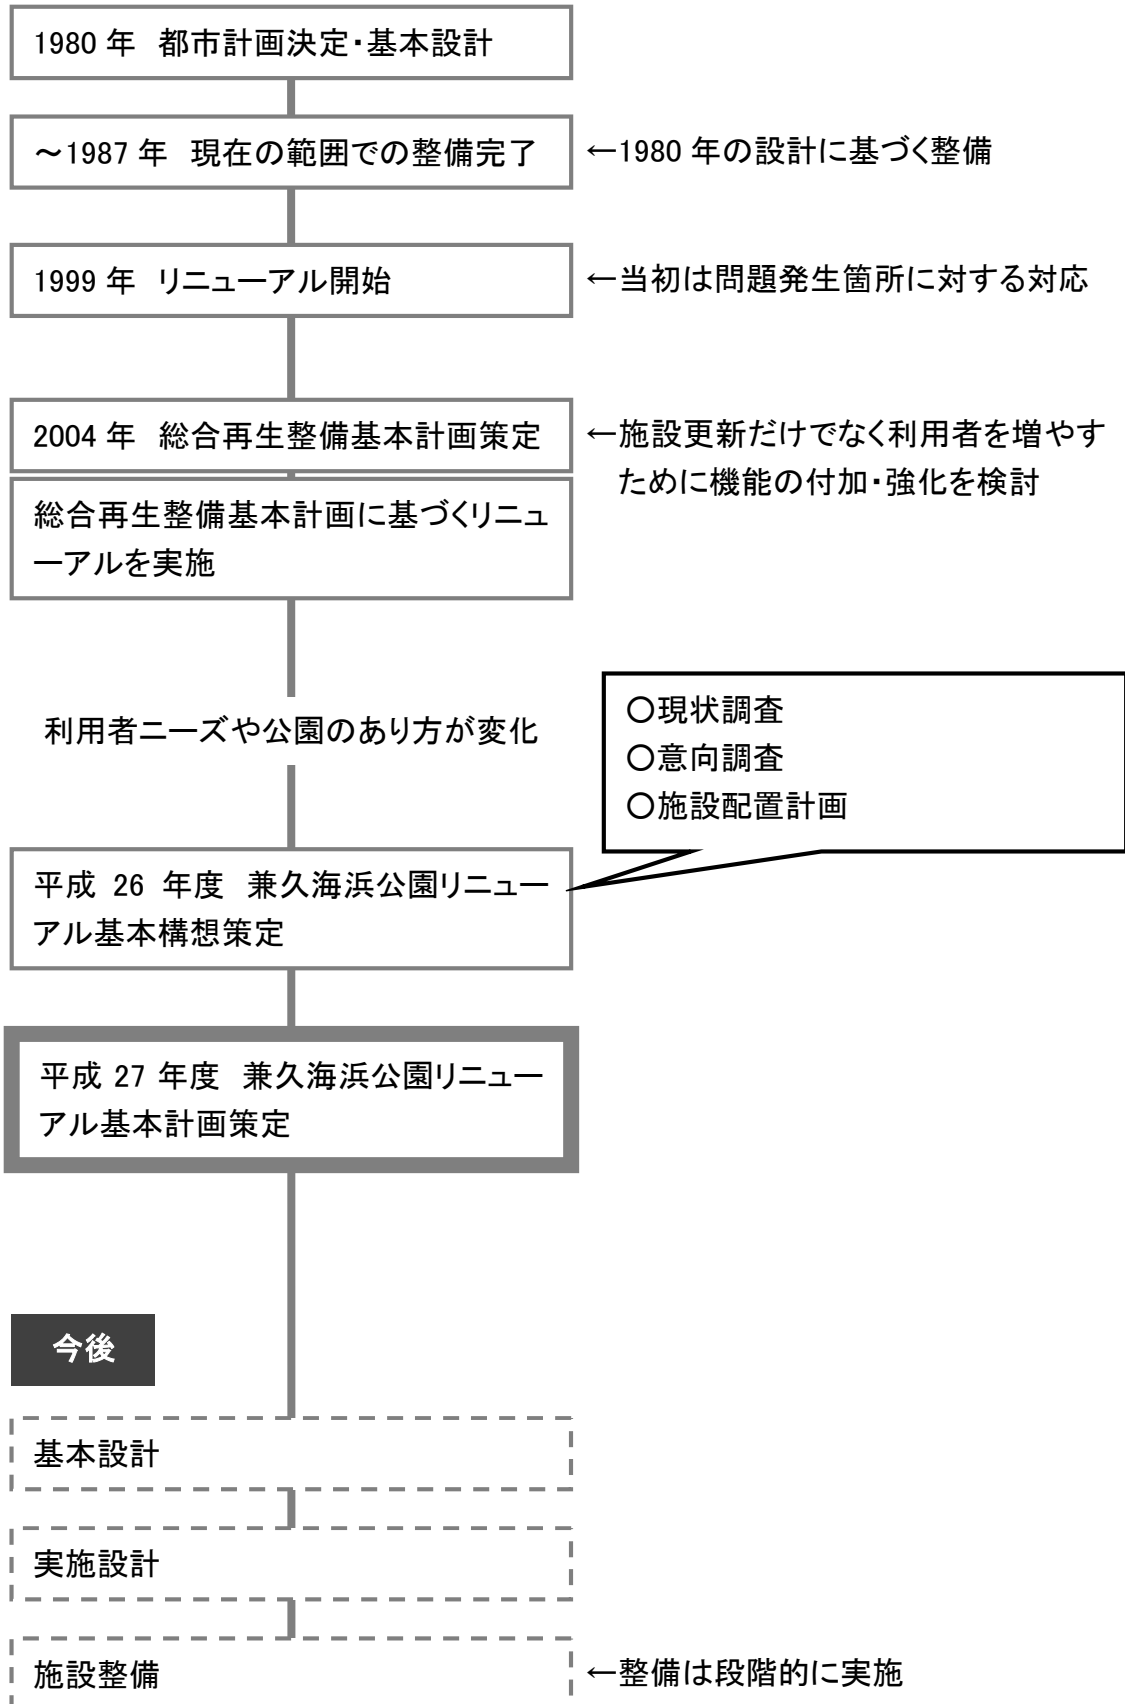 1980 年　都市計画決定・基本設計
～1987 年　現在の範囲での整備完了
←1980 年の設計に基づく整備
1999 年　リニューアル開始
←当初は問題発生箇所に対する対応
2004 年　総合再生整備基本計画策定
←施設更新だけでなく利用者を増やす
ために機能の付加・強化を検討
総合再生整備基本計画に基づくリニュ
ーアルを実施
利用者ニーズや公園のあり方が変化
○現状調査
○意向調査
○施設配置計画
平成 26 年度　兼久海浜公園リニュー
アル基本構想策定
平成 27 年度　兼久海浜公園リニュー
アル基本計画策定
今後
基本設計
実施設計
施設整備
←整備は段階的に実施